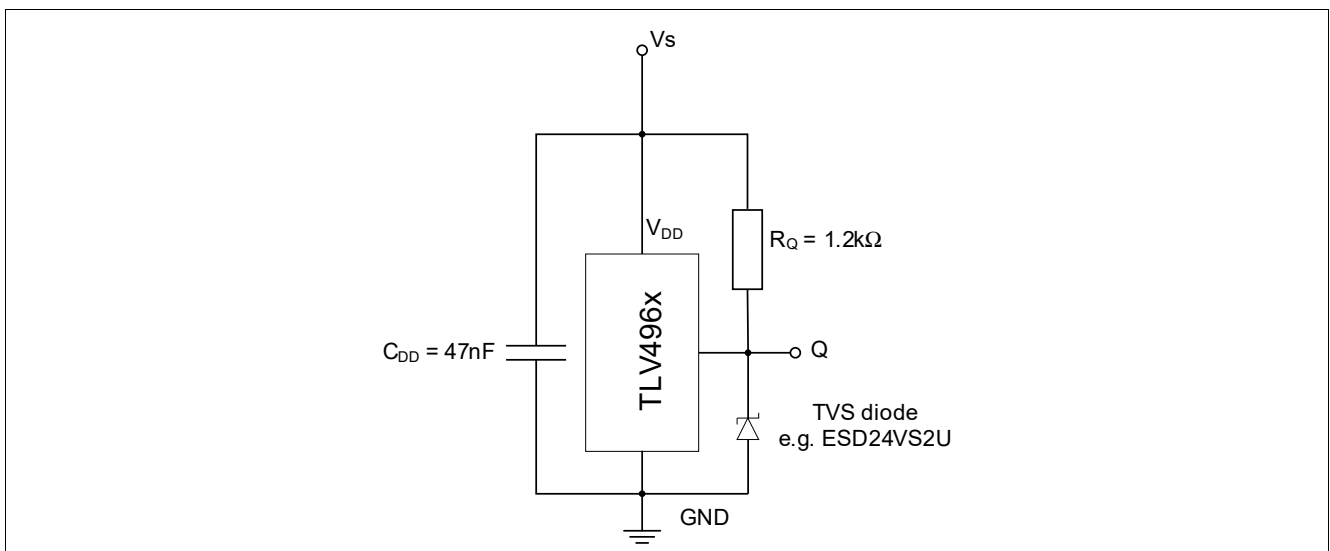 Vs
V_DD
R_Q = 1.2kΩ
TLV496x
C_DD = 47nF
Q
TVS diode
e.g. ESD24VS2U
GND